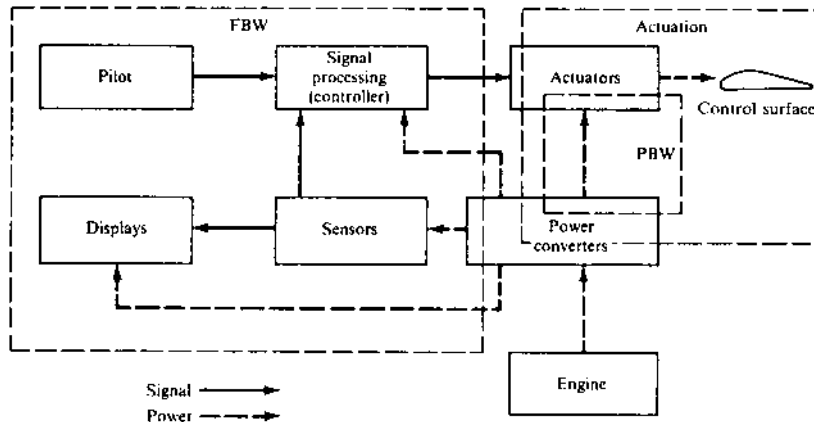 FBW
Actuation
Pilot
Signal
processing
(controller)
Actuators
Control surface
PBW
Displays
Sensors
Power
converters
Engine
Signal
Power